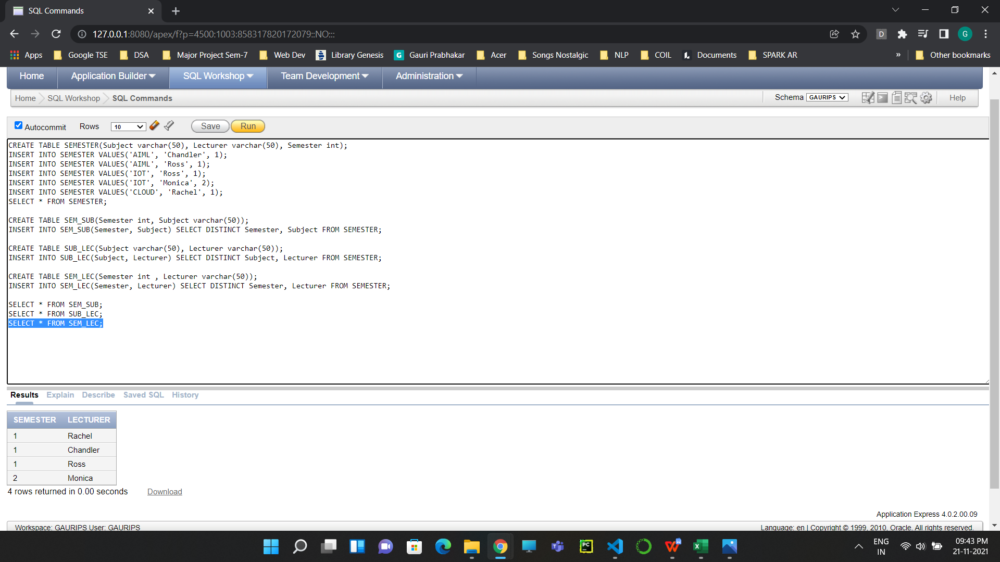 SQL Commands
127.0.0.1:8080/apex/f?p=4500:1003:858317820172079::NO:::
D
G
Apps Google TSE DSA Major Project Sem-7 Web Dev Library Genesis G Gauri Prabhakar Acer Songs Nostalgic NLP COIL Documents SPARK AR » Other bookmarks
Home Application Builder SQL Workshop Team Development Administration
Home SQL Workshop SQL Commands Schema GAURIPS Help
Autocommit Rows 10 Save Run
CREATE TABLE SEMESTER(Subject varchar(50), Lecturer varchar(50), Semester int);
INSERT INTO SEMESTER VALUES('AIML', 'Chandler', 1);
INSERT INTO SEMESTER VALUES('AIML', 'Ross', 1);
INSERT INTO SEMESTER VALUES('IOT', 'Ross', 1);
INSERT INTO SEMESTER VALUES('IOT', 'Monica', 2);
INSERT INTO SEMESTER VALUES('CLOUD', 'Rachel', 1);
SELECT * FROM SEMESTER;
CREATE TABLE SEM_SUB(Semester int, Subject varchar(50));
INSERT INTO SEM_SUB(Semester, Subject) SELECT DISTINCT Semester, Subject FROM SEMESTER;
CREATE TABLE SUB_LEC(Subject varchar(50), Lecturer varchar(50));
INSERT INTO SUB_LEC(Subject, Lecturer) SELECT DISTINCT Subject, Lecturer FROM SEMESTER;
CREATE TABLE SEM_LEC(Semester int , Lecturer varchar(50));
INSERT INTO SEM_LEC(Semester, Lecturer) SELECT DISTINCT Semester, Lecturer FROM SEMESTER;
SELECT * FROM SEM_SUB;
SELECT * FROM SUB_LEC;
SELECT * FROM SEM_LEC;
Results Explain Describe Saved SQL History
SEMESTER LECTURER
1 Rachel
1 Chandler
1 Ross
2 Monica
4 rows returned in 0.00 seconds Download
Application Express 4.0.2.00.09
Workspace: GAURIPS User: GAURIPS Language: en | Copyright © 1999, 2010, Oracle. All rights reserved.
PC
ENG
IN
09:43 PM
21-11-2021